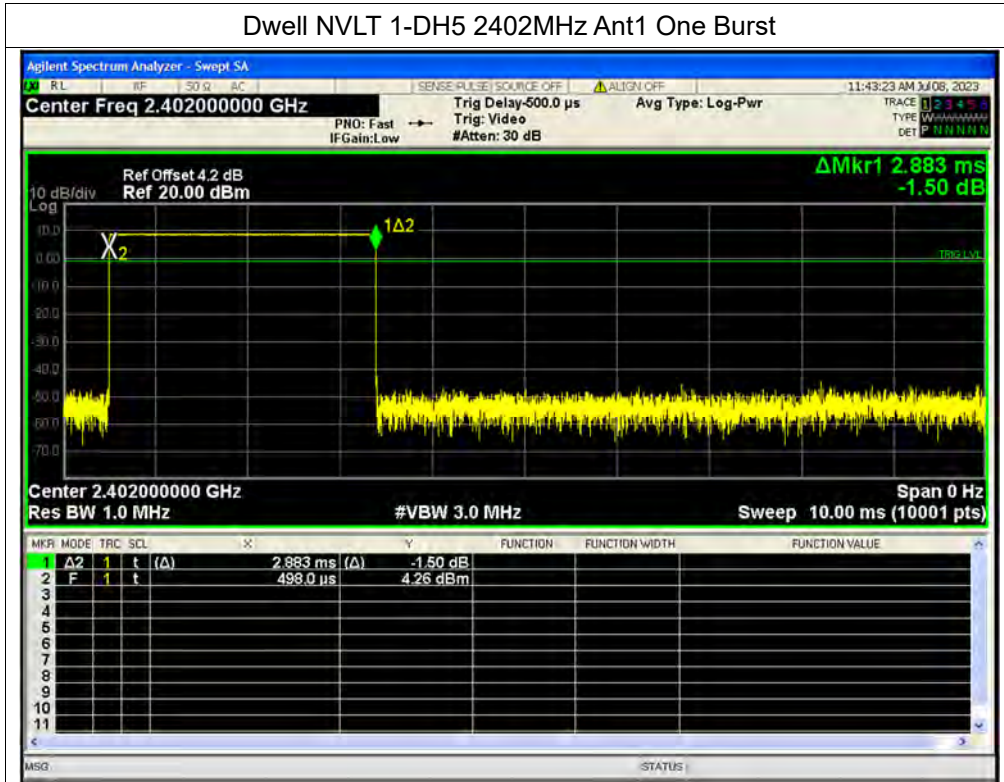 Dwell NVLT 1-DH5 2402MHz Ant1 One Burst
Agilent Spectrum Analyzer - Swept SA
RL RF 50 Ω AC SENSE:PULSE SOURCE OFF ALIGN OFF 11:43:23 AM Jul 08, 2023
Center Freq 2.402000000 GHz Trig Delay-500.0 µs Avg Type: Log-Pwr TRACE 1 2 3 4 5 6
PNO: Fast Trig: Video TYPE W
IFGain:Low #Atten: 30 dB DET P N N N N N
ΔMkr1 2.883 ms
Ref Offset 4.2 dB
10 dB/div Ref 20.00 dBm -1.50 dB
Log
10.0
1Δ2
X2
0.00
TRIG LVL
-10.0
-20.0
-30.0
-40.0
-50.0
-60.0
-70.0
Center 2.402000000 GHz Span 0 Hz
Res BW 1.0 MHz #VBW 3.0 MHz Sweep 10.00 ms (10001 pts)
MKR MODE TRC SCL X Y FUNCTION FUNCTION WIDTH FUNCTION VALUE
1 Δ2 1 t (Δ) 2.883 ms (Δ) -1.50 dB
2 F 1 t 498.0 µs 4.26 dBm
3
4
5
6
7
8
9
10
11
MSG STATUS